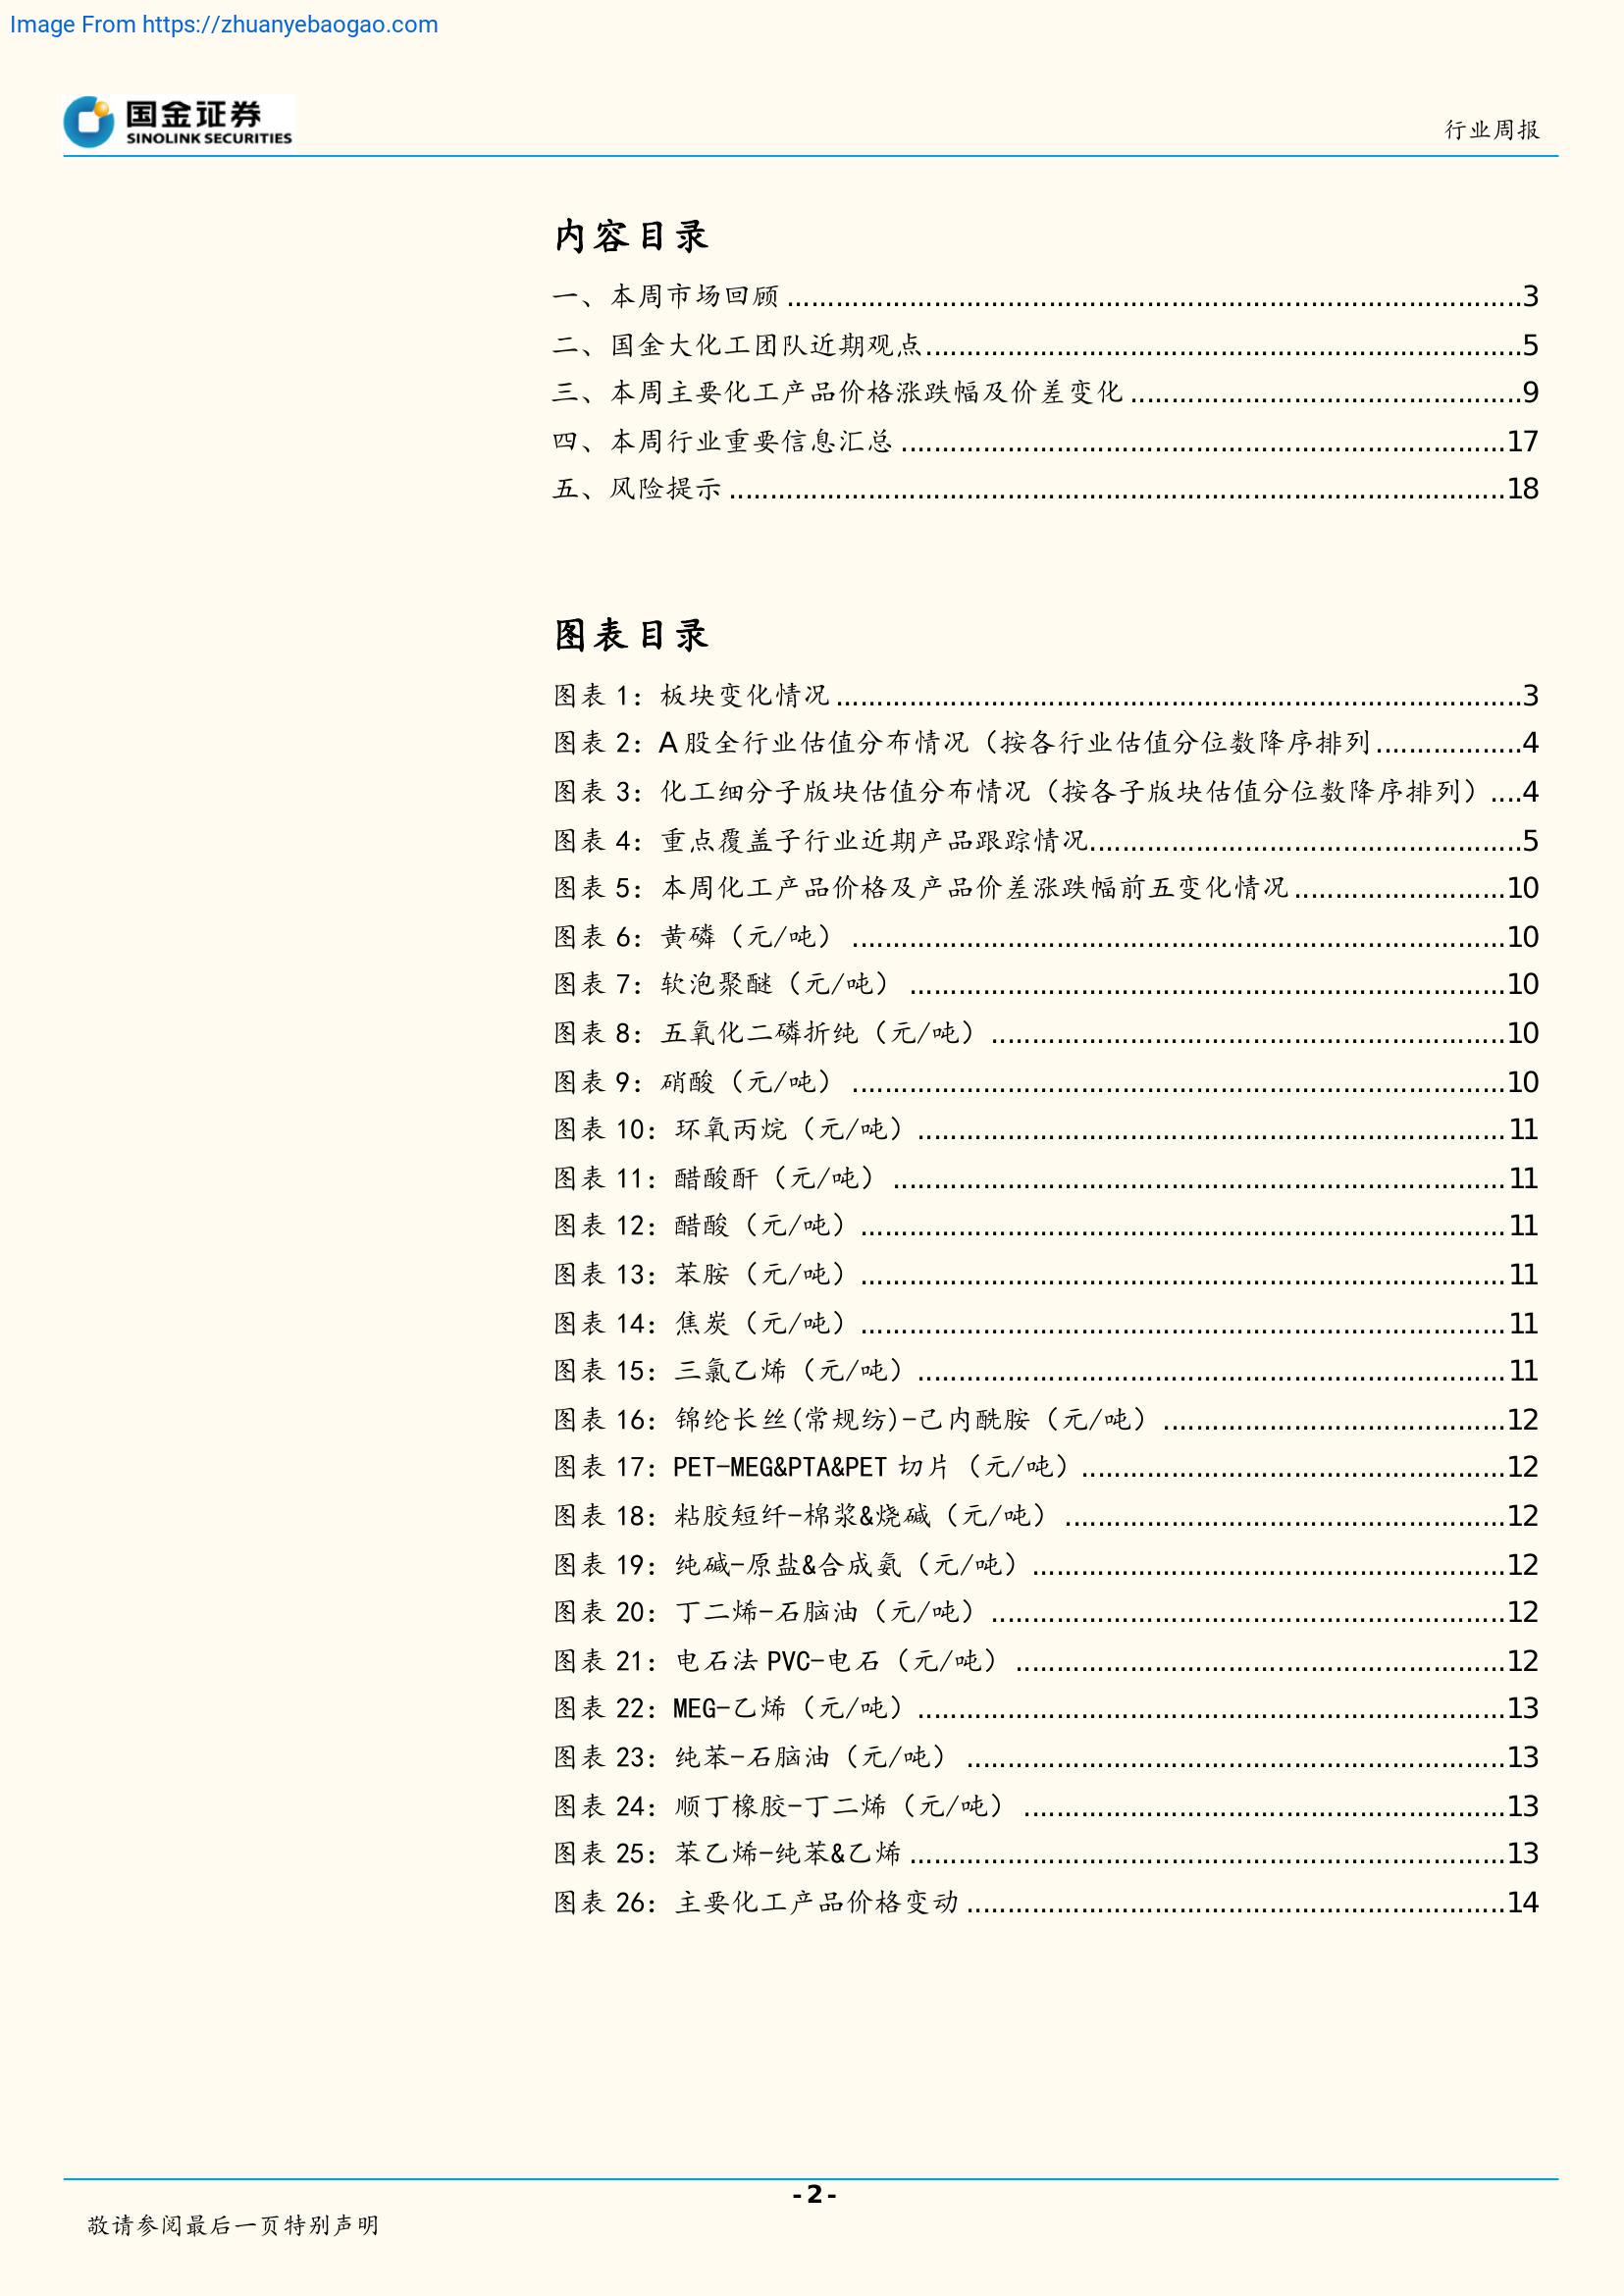 Image From https://zhuanyebaogao.com
国金证券
SINOLINK SECURITIES
行业周报
内容目录
一、本周市场回顾 ........ 3
二、国金大化工团队近期观点 ........ 5
三、本周主要化工产品价格涨跌幅及价差变化 ........ 9
四、本周行业重要信息汇总 ........ 17
五、风险提示 ........ 18
图表目录
图表 1：板块变化情况 ........ 3
图表 2：A 股全行业估值分布情况（按各行业估值分位数降序排列 ........ 4
图表 3：化工细分子版块估值分布情况（按各子版块估值分位数降序排列） .... 4
图表 4：重点覆盖子行业近期产品跟踪情况 ........ 5
图表 5：本周化工产品价格及产品价差涨跌幅前五变化情况 ........ 10
图表 6：黄磷（元/吨） ........ 10
图表 7：软泡聚醚（元/吨） ........ 10
图表 8：五氧化二磷折纯（元/吨） ........ 10
图表 9：硝酸（元/吨） ........ 10
图表 10：环氧丙烷（元/吨） ........ 11
图表 11：醋酸酐（元/吨） ........ 11
图表 12：醋酸（元/吨） ........ 11
图表 13：苯胺（元/吨） ........ 11
图表 14：焦炭（元/吨） ........ 11
图表 15：三氯乙烯（元/吨） ........ 11
图表 16：锦纶长丝(常规纺)-己内酰胺（元/吨） ........ 12
图表 17：PET-MEG&PTA&PET 切片（元/吨） ........ 12
图表 18：粘胶短纤-棉浆&烧碱（元/吨） ........ 12
图表 19：纯碱-原盐&合成氨（元/吨） ........ 12
图表 20：丁二烯-石脑油（元/吨） ........ 12
图表 21：电石法 PVC-电石（元/吨） ........ 12
图表 22：MEG-乙烯（元/吨） ........ 13
图表 23：纯苯-石脑油（元/吨） ........ 13
图表 24：顺丁橡胶-丁二烯（元/吨） ........ 13
图表 25：苯乙烯-纯苯&乙烯 ........ 13
图表 26：主要化工产品价格变动 ........ 14
- 2 -
敬请参阅最后一页特别声明